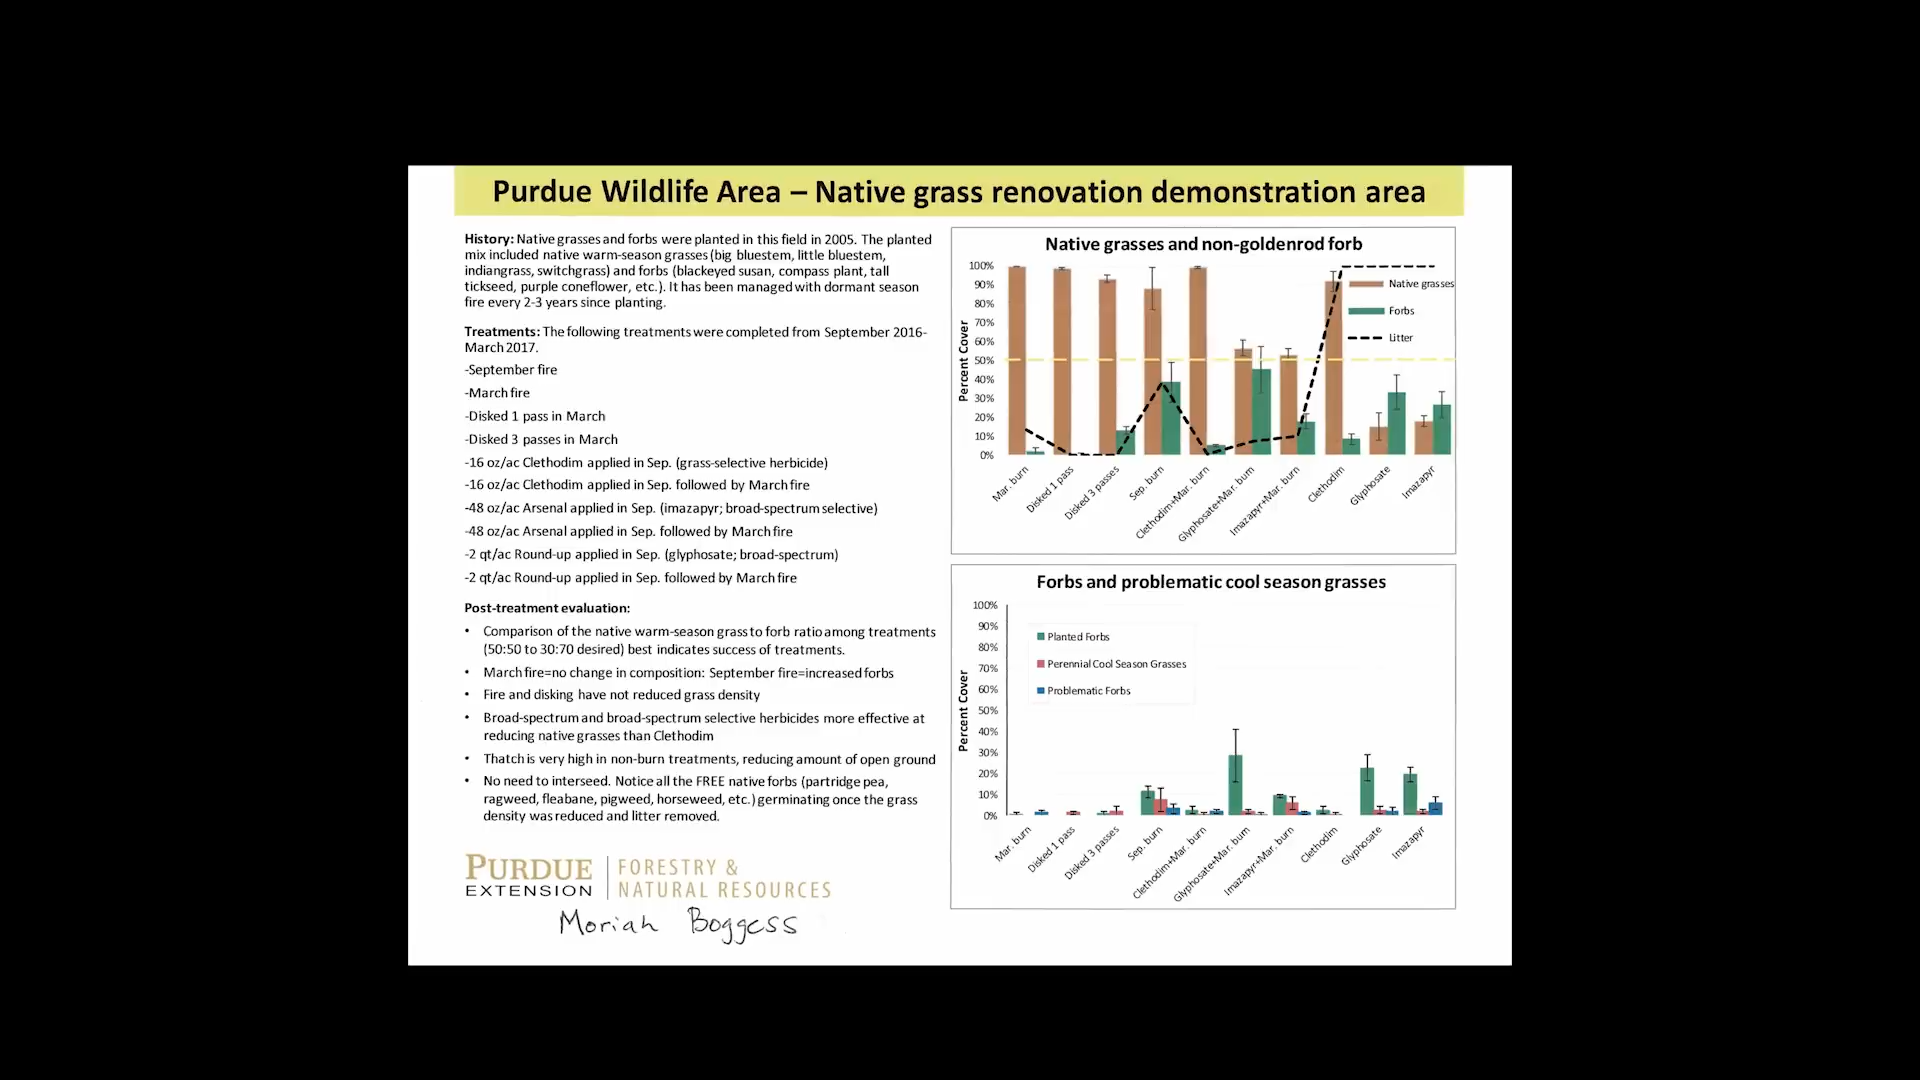 Purdue Wildlife Area – Native grass renovation demonstration area
History: Native grasses and forbs were planted in this field in 2005. The planted
mix included native warm-season grasses (big bluestem, little bluestem,
indiangrass, switchgrass) and forbs (blackeyed susan, compass plant, tall
tickseed, purple coneflower, etc.). It has been managed with dormant season
fire every 2-3 years since planting.
Treatments: The following treatments were completed from September 2016-
March 2017.
-September fire
-March fire
-Disked 1 pass in March
-Disked 3 passes in March
-16 oz/ac Clethodim applied in Sep. (grass-selective herbicide)
-16 oz/ac Clethodim applied in Sep. followed by March fire
-48 oz/ac Arsenal applied in Sep. (imazapyr; broad-spectrum selective)
-48 oz/ac Arsenal applied in Sep. followed by March fire
-2 qt/ac Round-up applied in Sep. (glyphosate; broad-spectrum)
-2 qt/ac Round-up applied in Sep. followed by March fire
Post-treatment evaluation:
• Comparison of the native warm-season grass to forb ratio among treatments
(50:50 to 30:70 desired) best indicates success of treatments.
• March fire=no change in composition: September fire=increased forbs
• Fire and disking have not reduced grass density
• Broad-spectrum and broad-spectrum selective herbicides more effective at
reducing native grasses than Clethodim
• Thatch is very high in non-burn treatments, reducing amount of open ground
• No need to interseed. Notice all the FREE native forbs (partridge pea,
ragweed, fleabane, pigweed, horseweed, etc.) germinating once the grass
density was reduced and litter removed.
PURDUE
EXTENSION
FORESTRY &
NATURAL RESOURCES
Moriah Boggess
Native grasses and non-goldenrod forb
Percent Cover
100%
90%
80%
70%
60%
50%
40%
30%
20%
10%
0%
Native grasses
Forbs
Litter
Mar. burn
Disked 1 pass
Disked 3 passes
Sep. burn
Clethodim+Mar. burn
Glyphosate+Mar. burn
Imazapyr+Mar. burn
Clethodim
Glyphosate
Imazapyr
Forbs and problematic cool season grasses
Percent Cover
100%
90%
80%
70%
60%
50%
40%
30%
20%
10%
0%
Planted Forbs
Perennial Cool Season Grasses
Problematic Forbs
Mar. burn
Disked 1 pass
Disked 3 passes
Sep. burn
Clethodim+Mar. burn
Glyphosate+Mar. burn
Imazapyr+Mar. burn
Clethodim
Glyphosate
Imazapyr